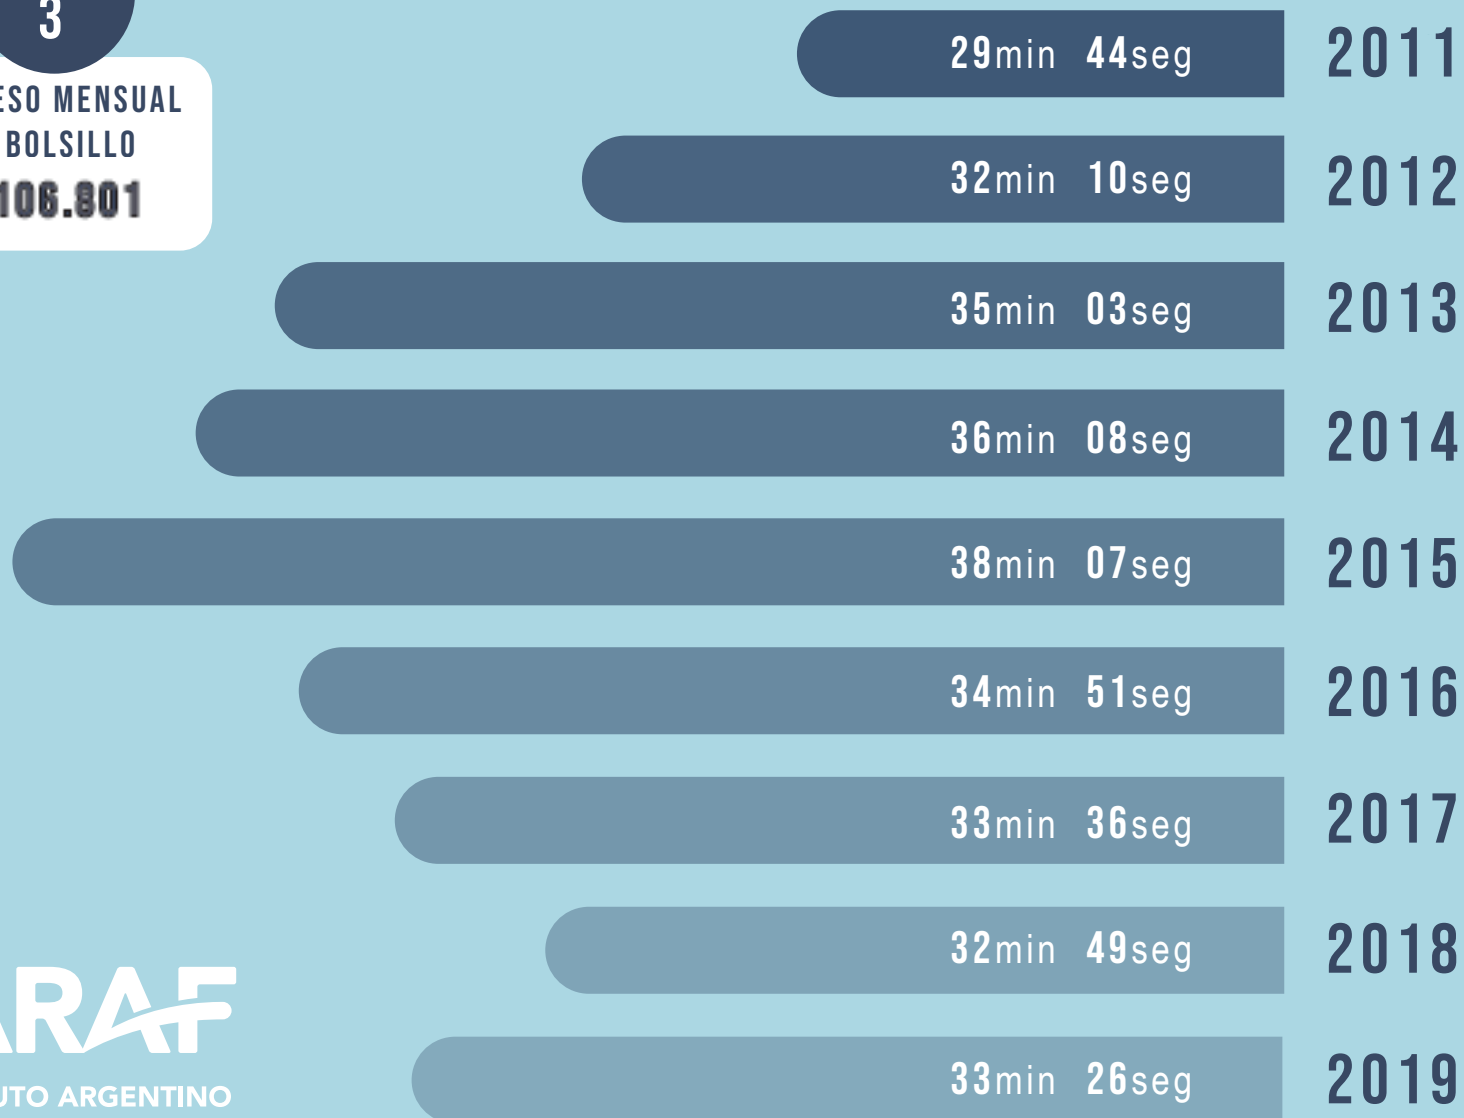 3
ESO MENSUAL
BOLSILLO
106.801
29min 44seg 2011
32min 10seg 2012
35min 03seg 2013
36min 08seg 2014
38min 07seg 2015
34min 51seg 2016
33min 36seg 2017
32min 49seg 2018
33min 26seg 2019
ARAF
UTO ARGENTINO